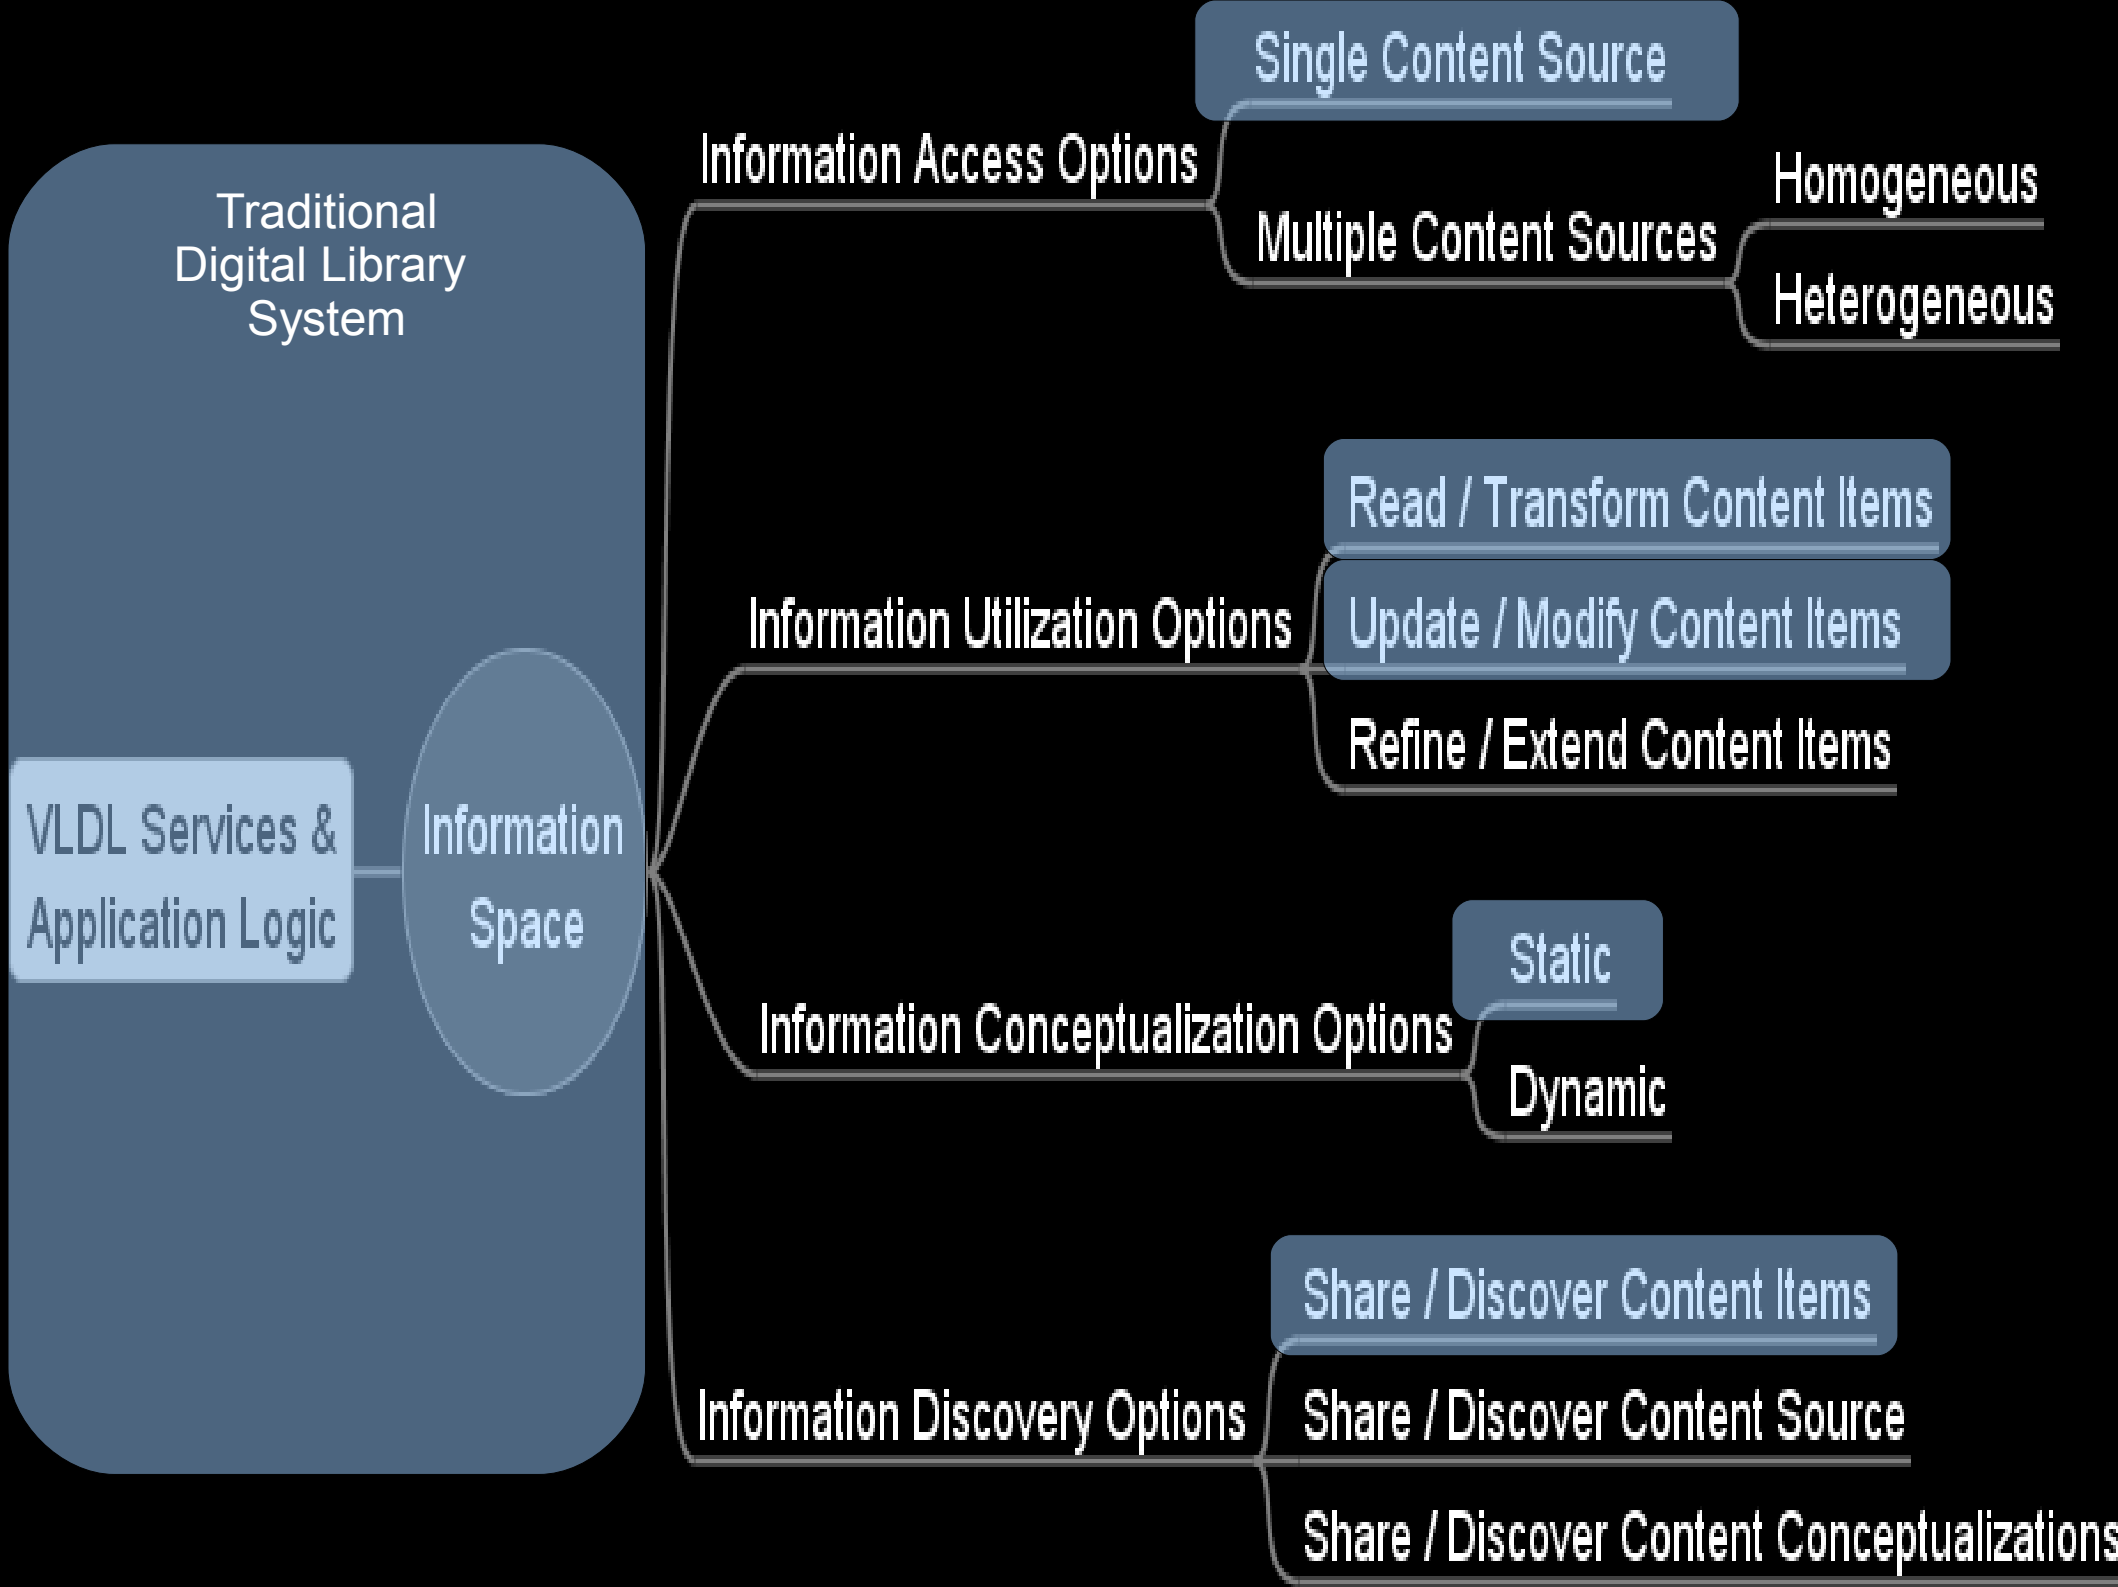 Traditional
Digital Library
System
VLDL Services &
Application Logic
Information
Space
Information Access Options
Single Content Source
Multiple Content Sources
Homogeneous
Heterogeneous
Information Utilization Options
Read / Transform Content Items
Update / Modify Content Items
Refine / Extend Content Items
Information Conceptualization Options
Static
Dynamic
Information Discovery Options
Share / Discover Content Items
Share / Discover Content Source
Share / Discover Content Conceptualizations